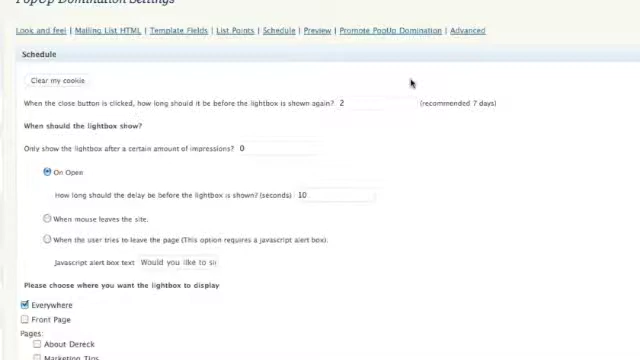 PopUp Domination Settings
Look and feel | Mailing List HTML | Template Fields | List Points | Schedule | Preview | Promote PopUp Domination | Advanced
Schedule
Clear my cookie
When the close button is clicked, how long should it be before the lightbox is shown again? 2 (recommended 7 days)
When should the lightbox show?
Only show the lightbox after a certain amount of impressions? 0
On Open
How long should the delay be before the lightbox is shown? (seconds) 10
When mouse leaves the site.
When the user tries to leave the page (This option requires a javascript alert box).
Javascript alert box text Would you like to si
Please choose where you want the lightbox to display
Everywhere
Front Page
Pages:
About Dereck
Marketing Tips